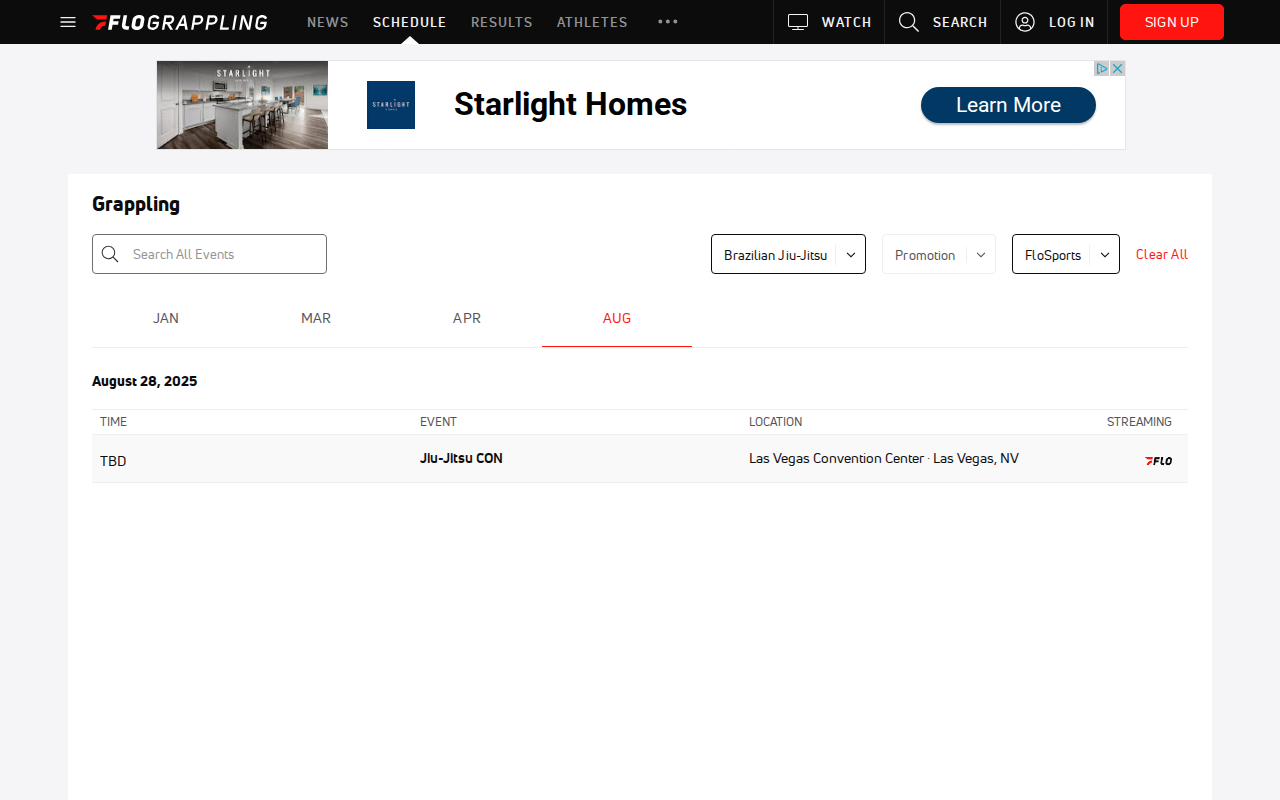 FLOGRAPPLING NEWS SCHEDULE RESULTS ATHLETES ••• WATCH SEARCH LOG IN SIGN UP
STARLIGHT
STARLIGHT
Starlight Homes
Learn More
Grappling
Search All Events
Brazilian Jiu-Jitsu
Promotion
FloSports
Clear All
JAN MAR APR AUG
August 28, 2025
TIME EVENT LOCATION STREAMING
TBD Jiu-Jitsu CON Las Vegas Convention Center · Las Vegas, NV FLO